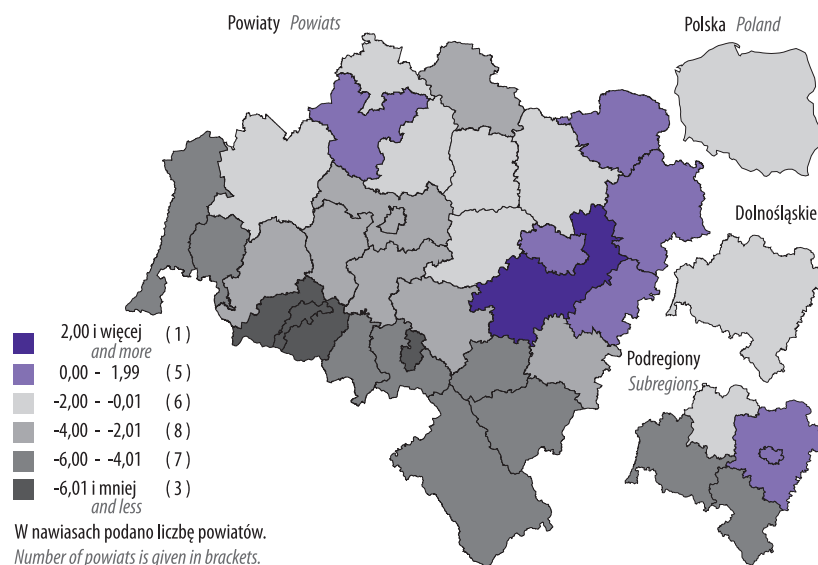 Powiaty Powiats
Polska Poland
Dolnośląskie
Podregiony
Subregions
2,00 i więcej ( 1 )
and more
0,00 - 1,99 ( 5 )
-2,00 - -0,01 ( 6 )
-4,00 - -2,01 ( 8 )
-6,00 - -4,01 ( 7 )
-6,01 i mniej ( 3 )
and less
W nawiasach podano liczbę powiatów.
Number of powiats is given in brackets.